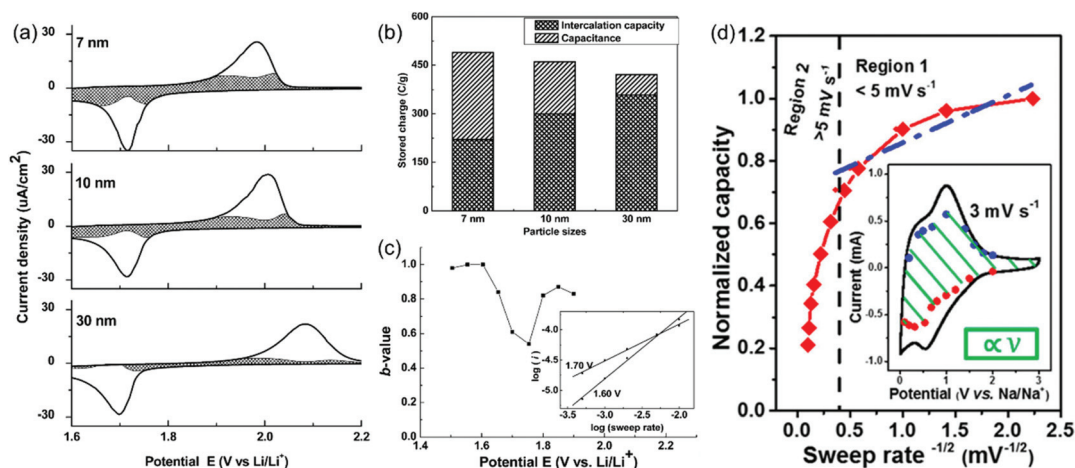 (a)
30
7 nm
0
-30
30
10 nm
0
-30
30
30 nm
0
-30
1.6
1.8
2.0
2.2
Current density (uA/cm²)
Potential E (V vs Li/Li⁺)
(b)
Intercalation capacity
Capacitance
600
450
300
150
0
Stored charge (C/g)
7 nm
10 nm
30 nm
Particle sizes
(c)
1.0
0.8
0.6
0.4
0.2
0.0
b-value
1.4
1.5
1.6
1.7
1.8
1.9
2.0
Potential E (V vs. Li/Li⁺)
-4.0
-4.5
-5.0
log ( i )
1.70 V
1.60 V
-3.5
-3.0
-2.5
-2.0
log (sweep rate)
(d)
1.2
1.0
0.8
0.6
0.4
0.2
0.0
Normalized capacity
Region 2
>5 mV s⁻¹
Region 1
< 5 mV s⁻¹
1.0
0.5
0.0
-0.5
-1.0
Current (mA)
3 mV s⁻¹
∝ ν
0
1
2
3
Potential (V vs. Na/Na⁺)
0.0
0.5
1.0
1.5
2.0
2.5
Sweep rate ⁻¹/² (mV⁻¹/²)